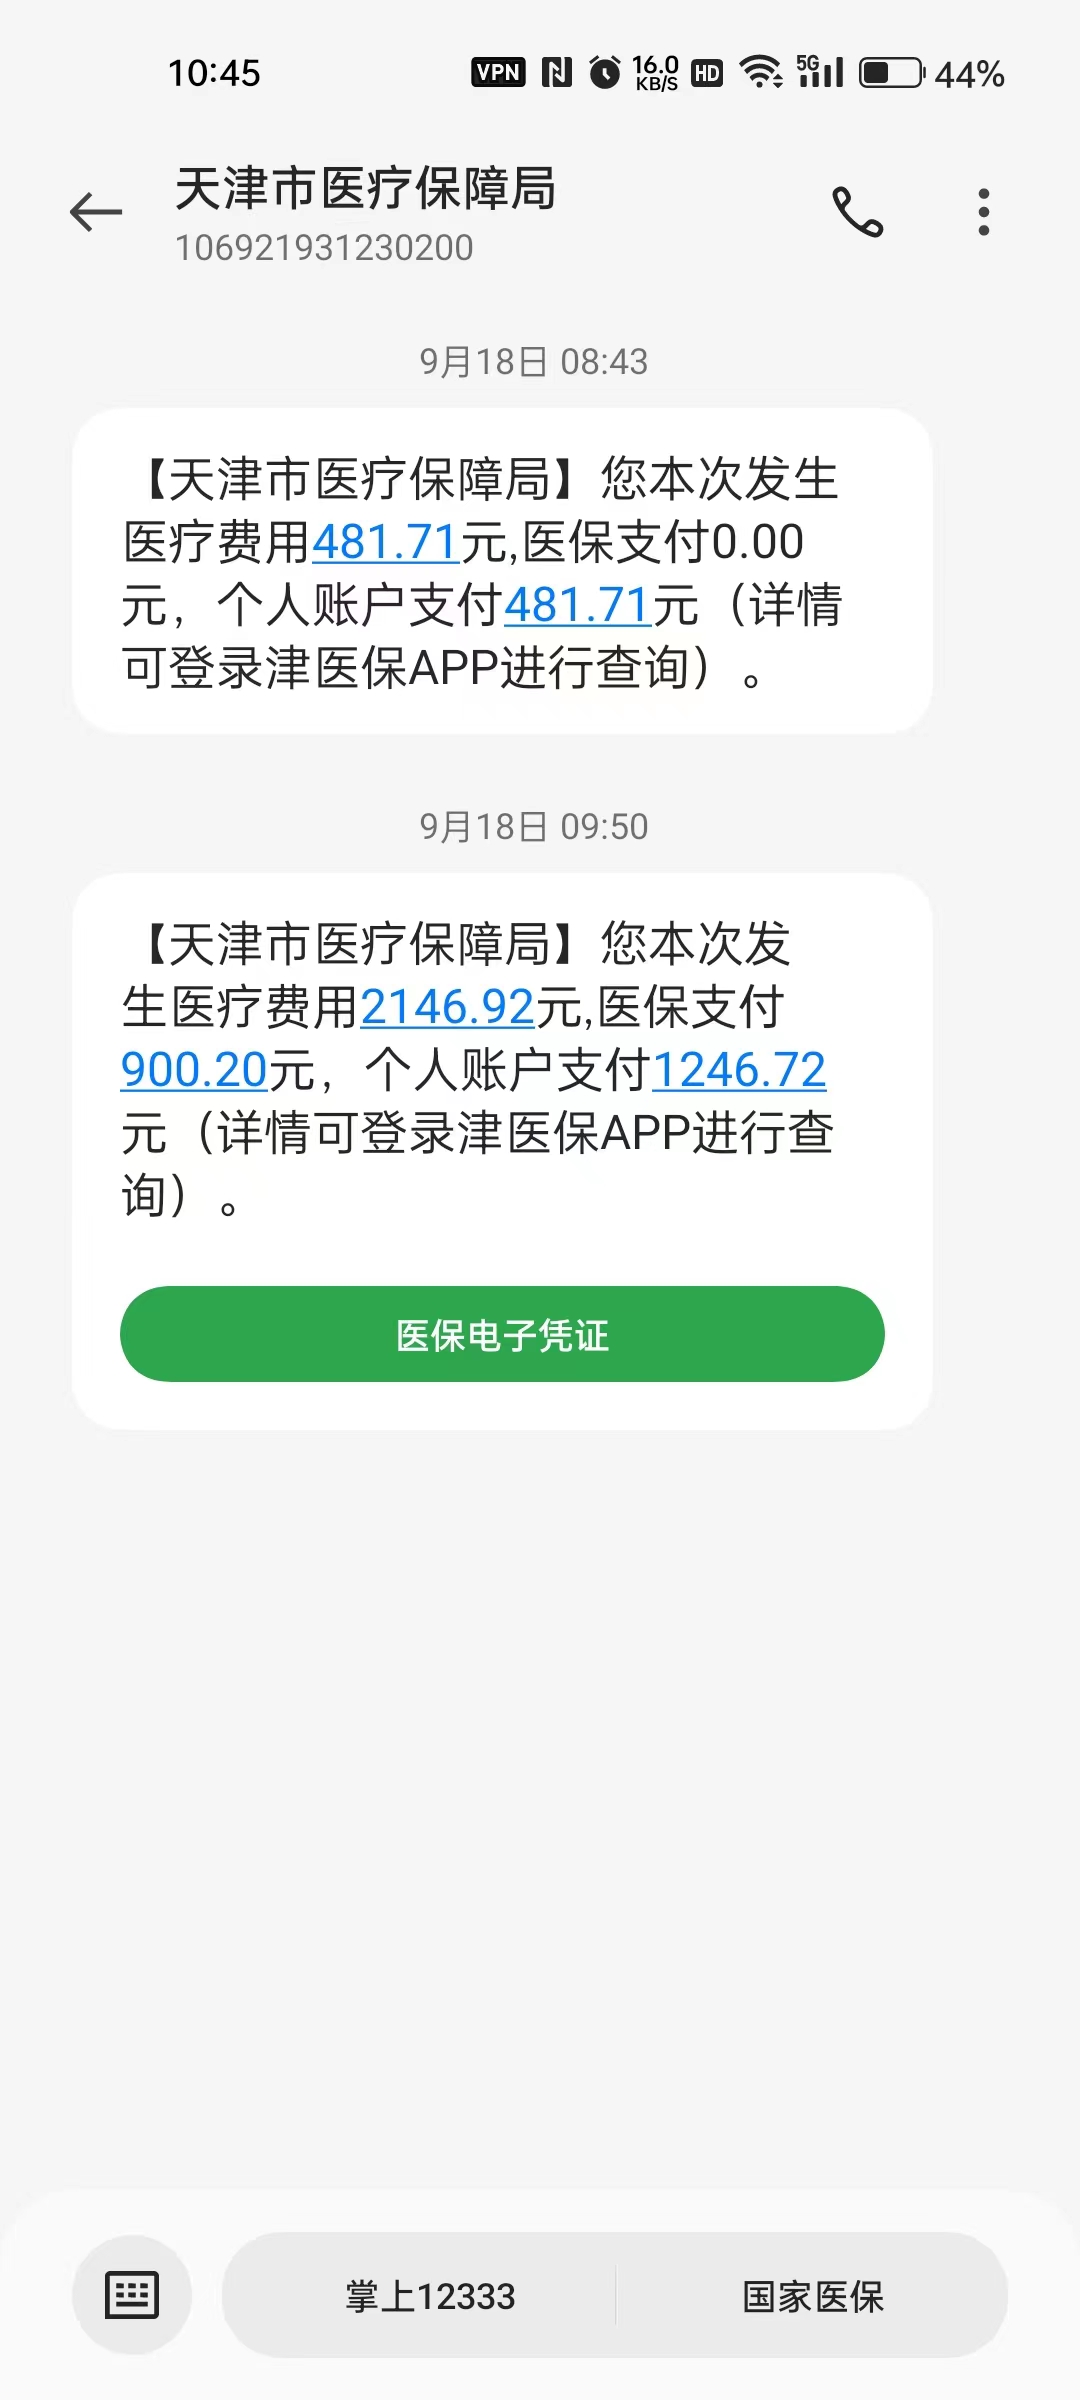 10:45
VPN
16.0
KB/S
HD
5G
44%
天津市医疗保障局
106921931230200
9月18日 08:43
【天津市医疗保障局】您本次发生
医疗费用481.71元,医保支付0.00
元，个人账户支付481.71元（详情
可登录津医保APP进行查询）。
9月18日 09:50
【天津市医疗保障局】您本次发
生医疗费用2146.92元,医保支付
900.20元，个人账户支付1246.72
元（详情可登录津医保APP进行查
询）。
医保电子凭证
掌上12333
国家医保